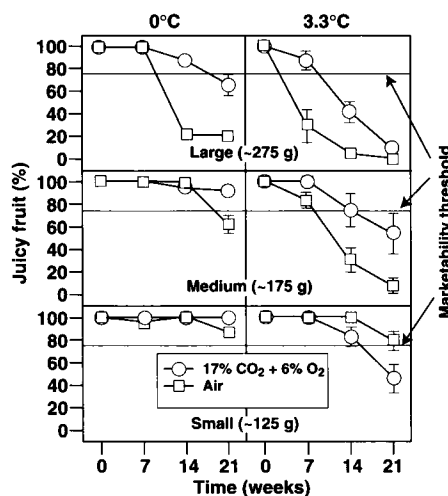 0°C 3.3°C
100
80
60
40
20
0
Large (~275 g)
100
80
60
40
20
0
Medium (~175 g)
100
80
60
40
20
0
17% CO₂ + 6% O₂
Air
Small (~125 g)
0 7 14 21 0 7 14 21
Time (weeks)
Juicy fruit (%)
Marketability threshold